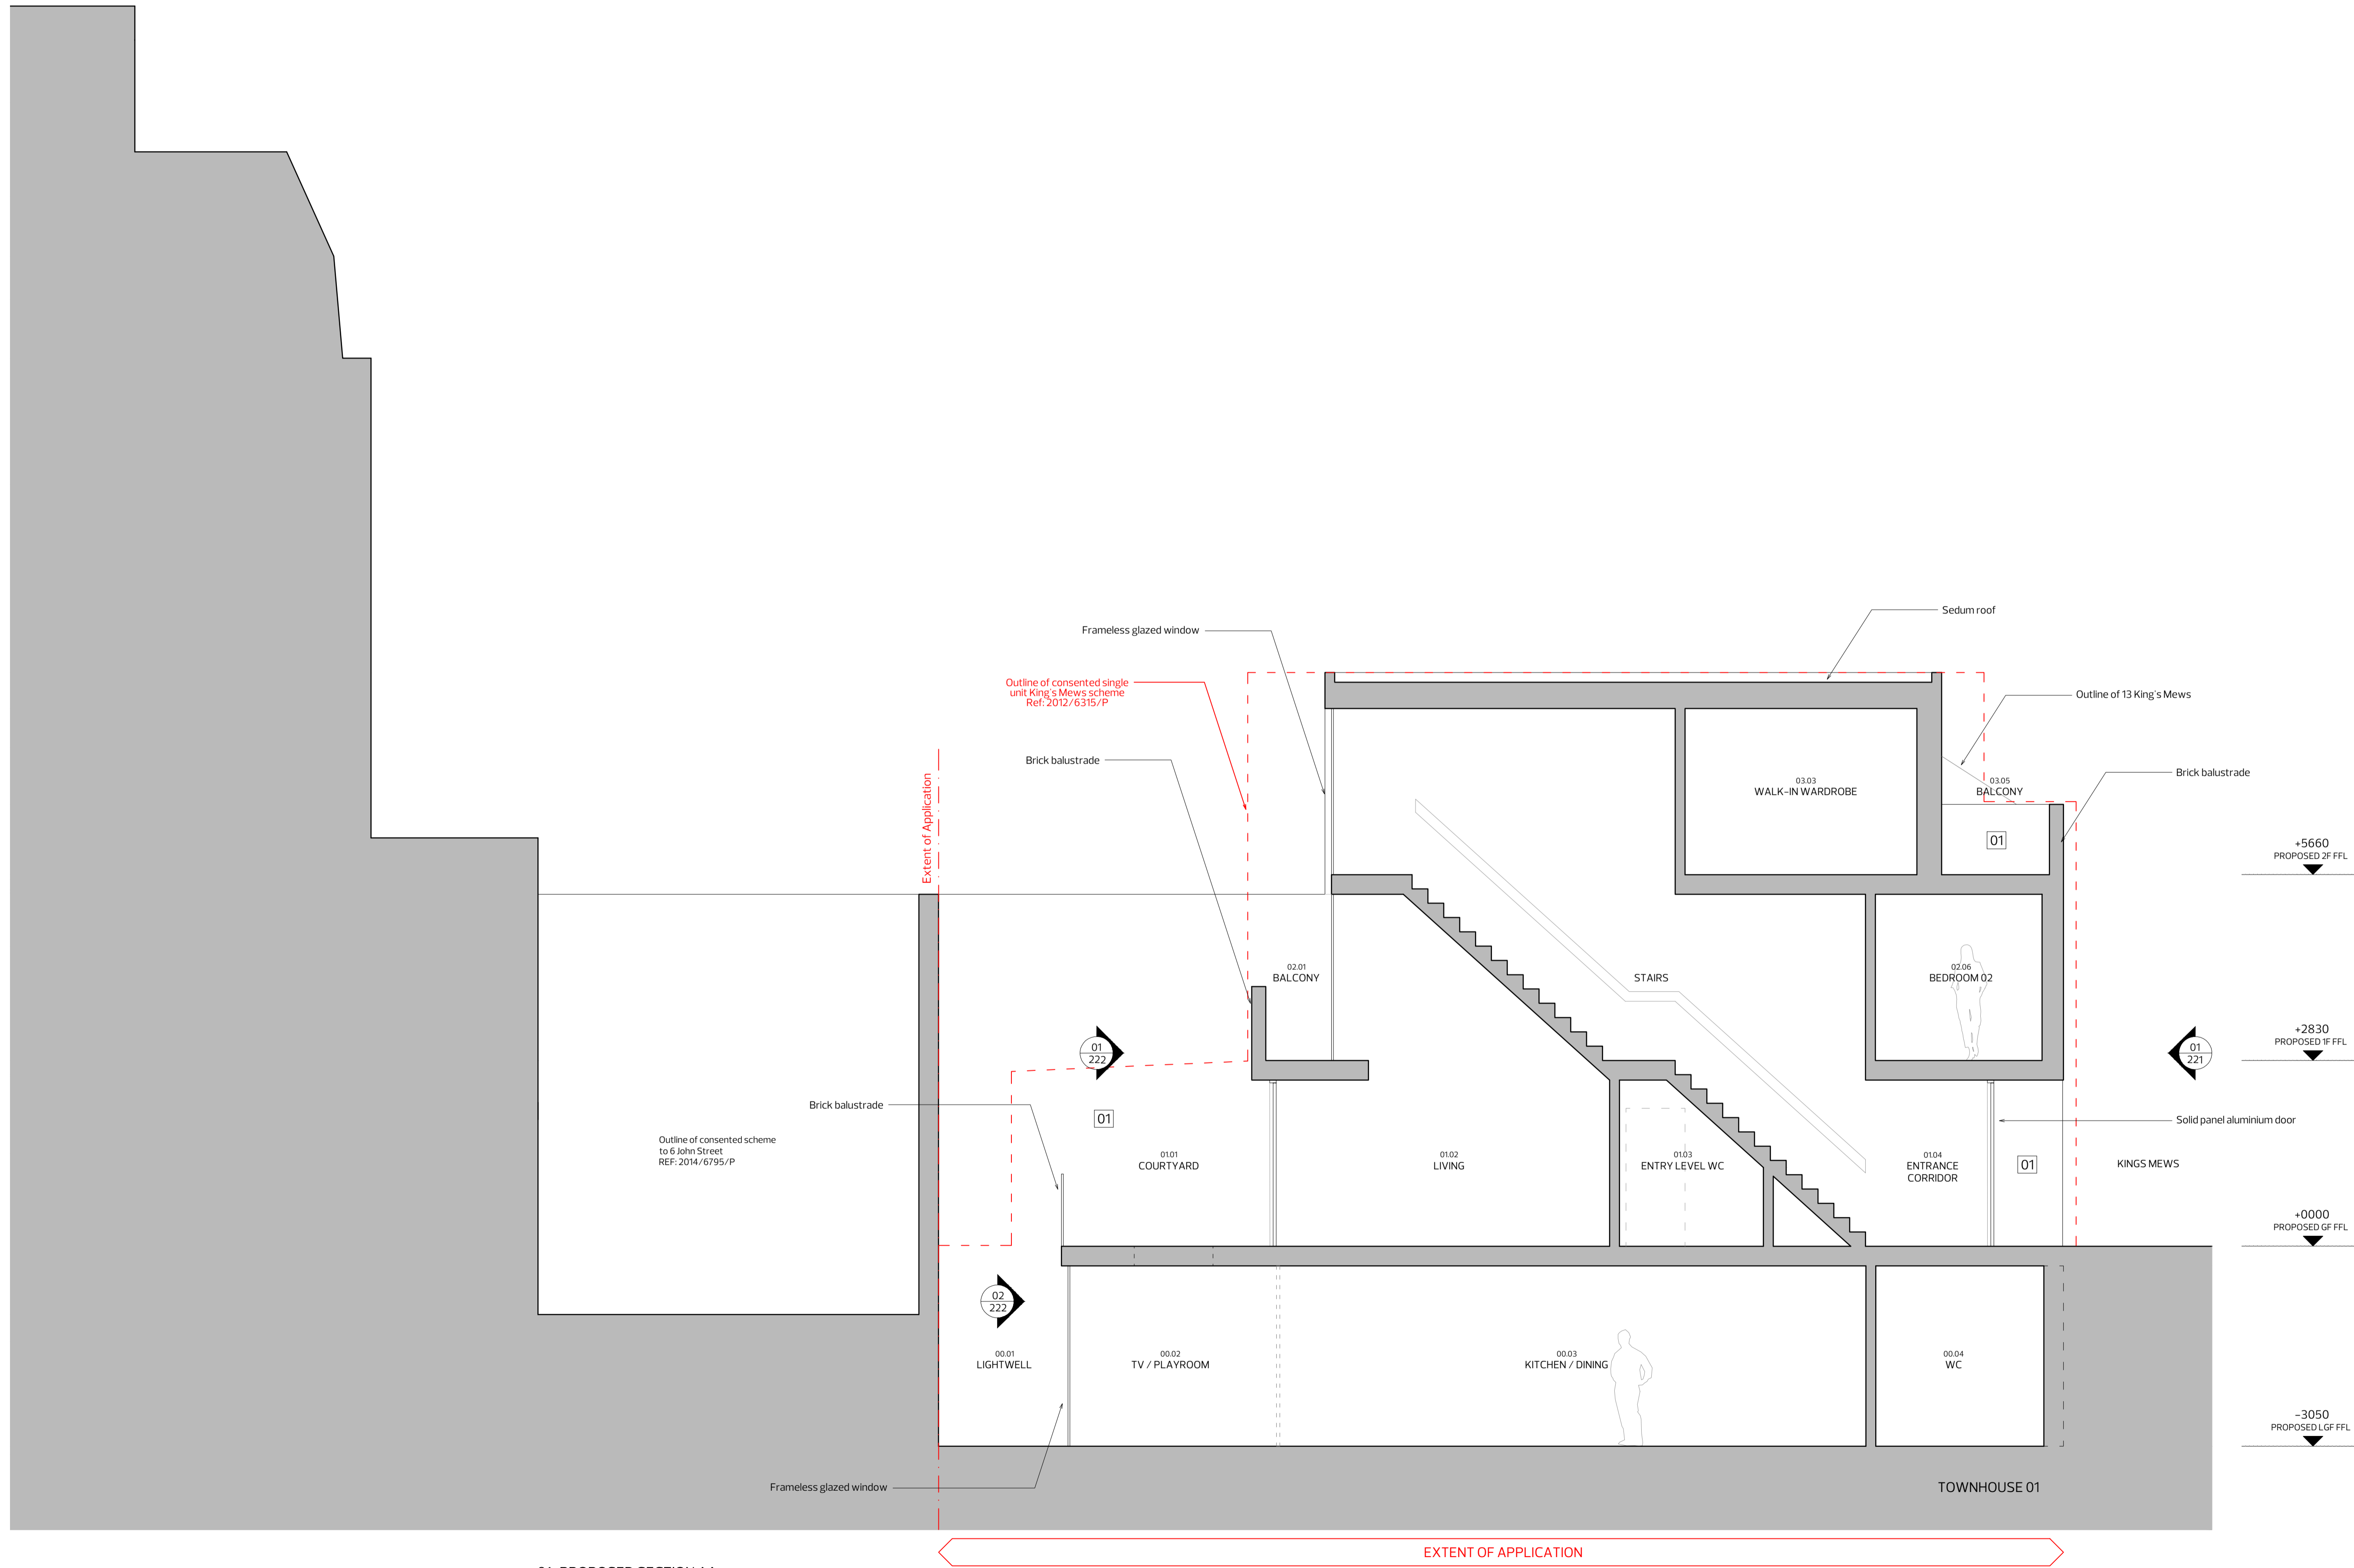 Sedum roof
Frameless glazed window
Outline of consented single
unit King's Mews scheme
Ref: 2012/6315/P
Outline of 13 King's Mews
Brick balustrade
Brick balustrade
Extent of Application
03.03
WALK-IN WARDROBE
03.05
BALCONY
01
+5660
PROPOSED 2F FFL
02.01
BALCONY
STAIRS
02.06
BEDROOM 02
01
222
01
221
+2830
PROPOSED 1F FFL
Brick balustrade
01
Solid panel aluminium door
Outline of consented scheme
to 6 John Street
REF: 2014/6795/P
01.01
COURTYARD
01.02
LIVING
01.03
ENTRY LEVEL WC
01.04
ENTRANCE
CORRIDOR
01
KINGS MEWS
+0000
PROPOSED GF FFL
02
222
00.01
LIGHTWELL
00.02
TV / PLAYROOM
00.03
KITCHEN / DINING
00.04
WC
-3050
PROPOSED LGF FFL
Frameless glazed window
TOWNHOUSE 01
EXTENT OF APPLICATION